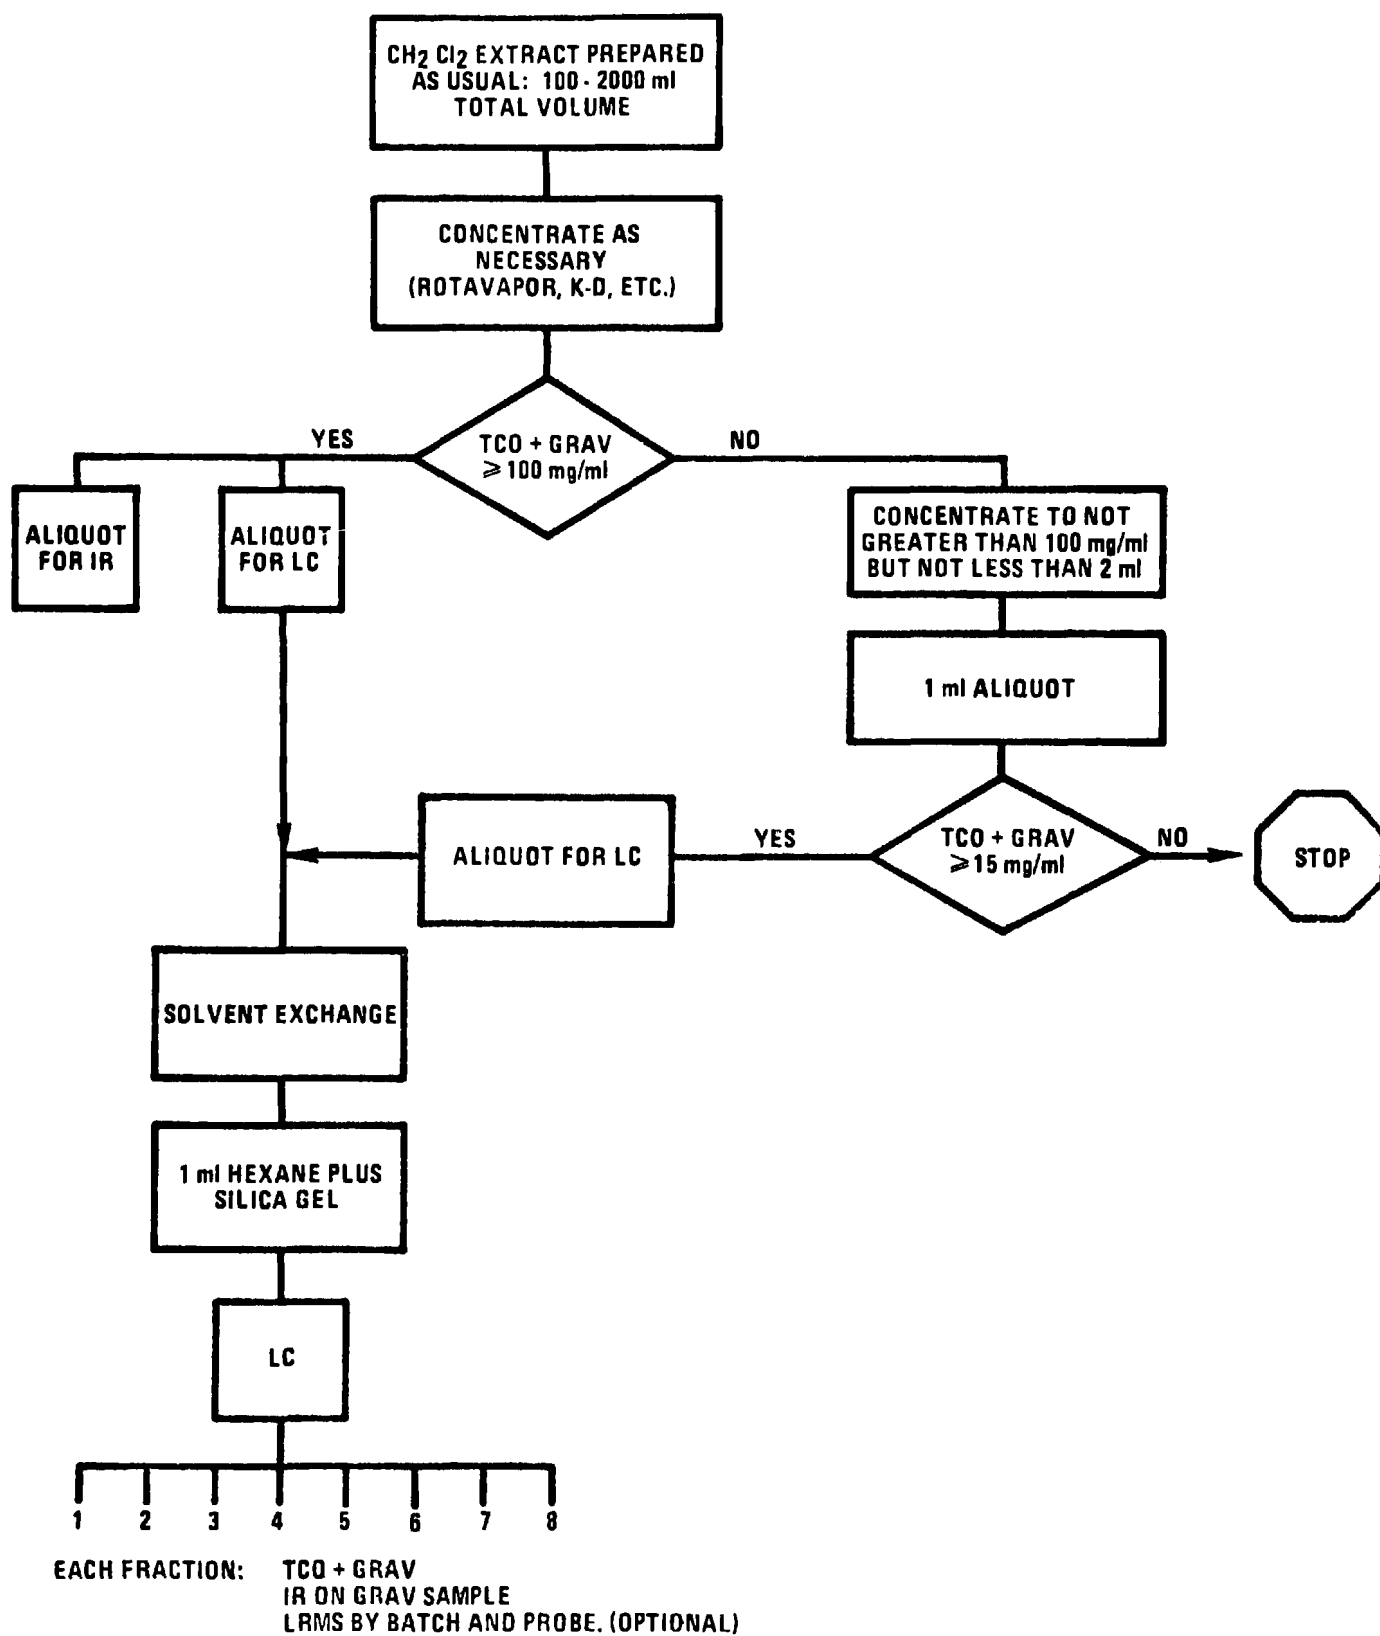 CH2 Cl2 EXTRACT PREPARED
AS USUAL: 100 - 2000 ml
TOTAL VOLUME
CONCENTRATE AS
NECESSARY
(ROTAVAPOR, K-D, ETC.)
TCO + GRAV
⩾ 100 mg/ml
YES
NO
ALIQUOT
FOR IR
ALIQUOT
FOR LC
CONCENTRATE TO NOT
GREATER THAN 100 mg/ml
BUT NOT LESS THAN 2 ml
1 ml ALIQUOT
TCO + GRAV
⩾ 15 mg/ml
YES
NO
STOP
ALIQUOT FOR LC
SOLVENT EXCHANGE
1 ml HEXANE PLUS
SILICA GEL
LC
1 2 3 4 5 6 7 8
EACH FRACTION: TCO + GRAV
IR ON GRAV SAMPLE
LRMS BY BATCH AND PROBE. (OPTIONAL)